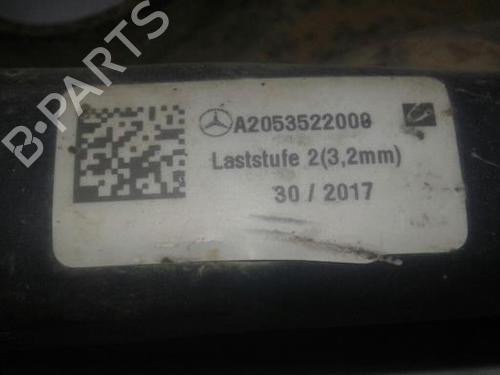 A2053522000
Laststufe 2(3,2mm)
30 / 2017
B-PARTS